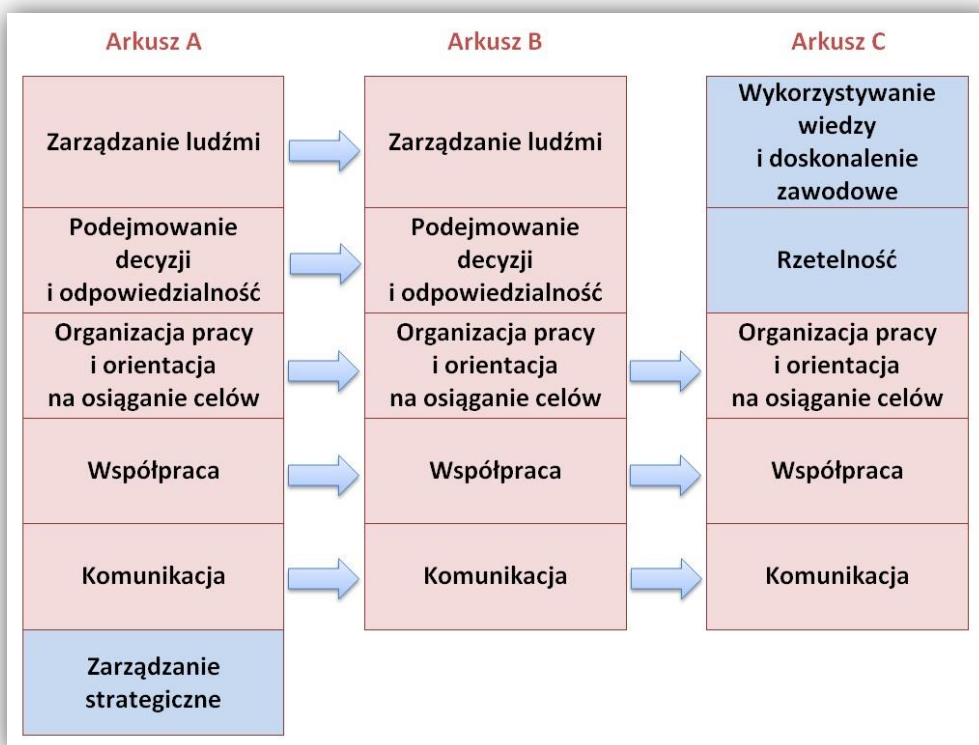 Arkusz A
Arkusz B
Arkusz C
Zarządzanie ludźmi
Zarządzanie ludźmi
Wykorzystywanie
wiedzy
i doskonalenie
zawodowe
Podejmowanie
decyzji
i odpowiedzialność
Podejmowanie
decyzji
i odpowiedzialność
Rzetelność
Organizacja pracy
i orientacja
na osiąganie celów
Organizacja pracy
i orientacja
na osiąganie celów
Organizacja pracy
i orientacja
na osiąganie celów
Współpraca
Współpraca
Współpraca
Komunikacja
Komunikacja
Komunikacja
Zarządzanie
strategiczne